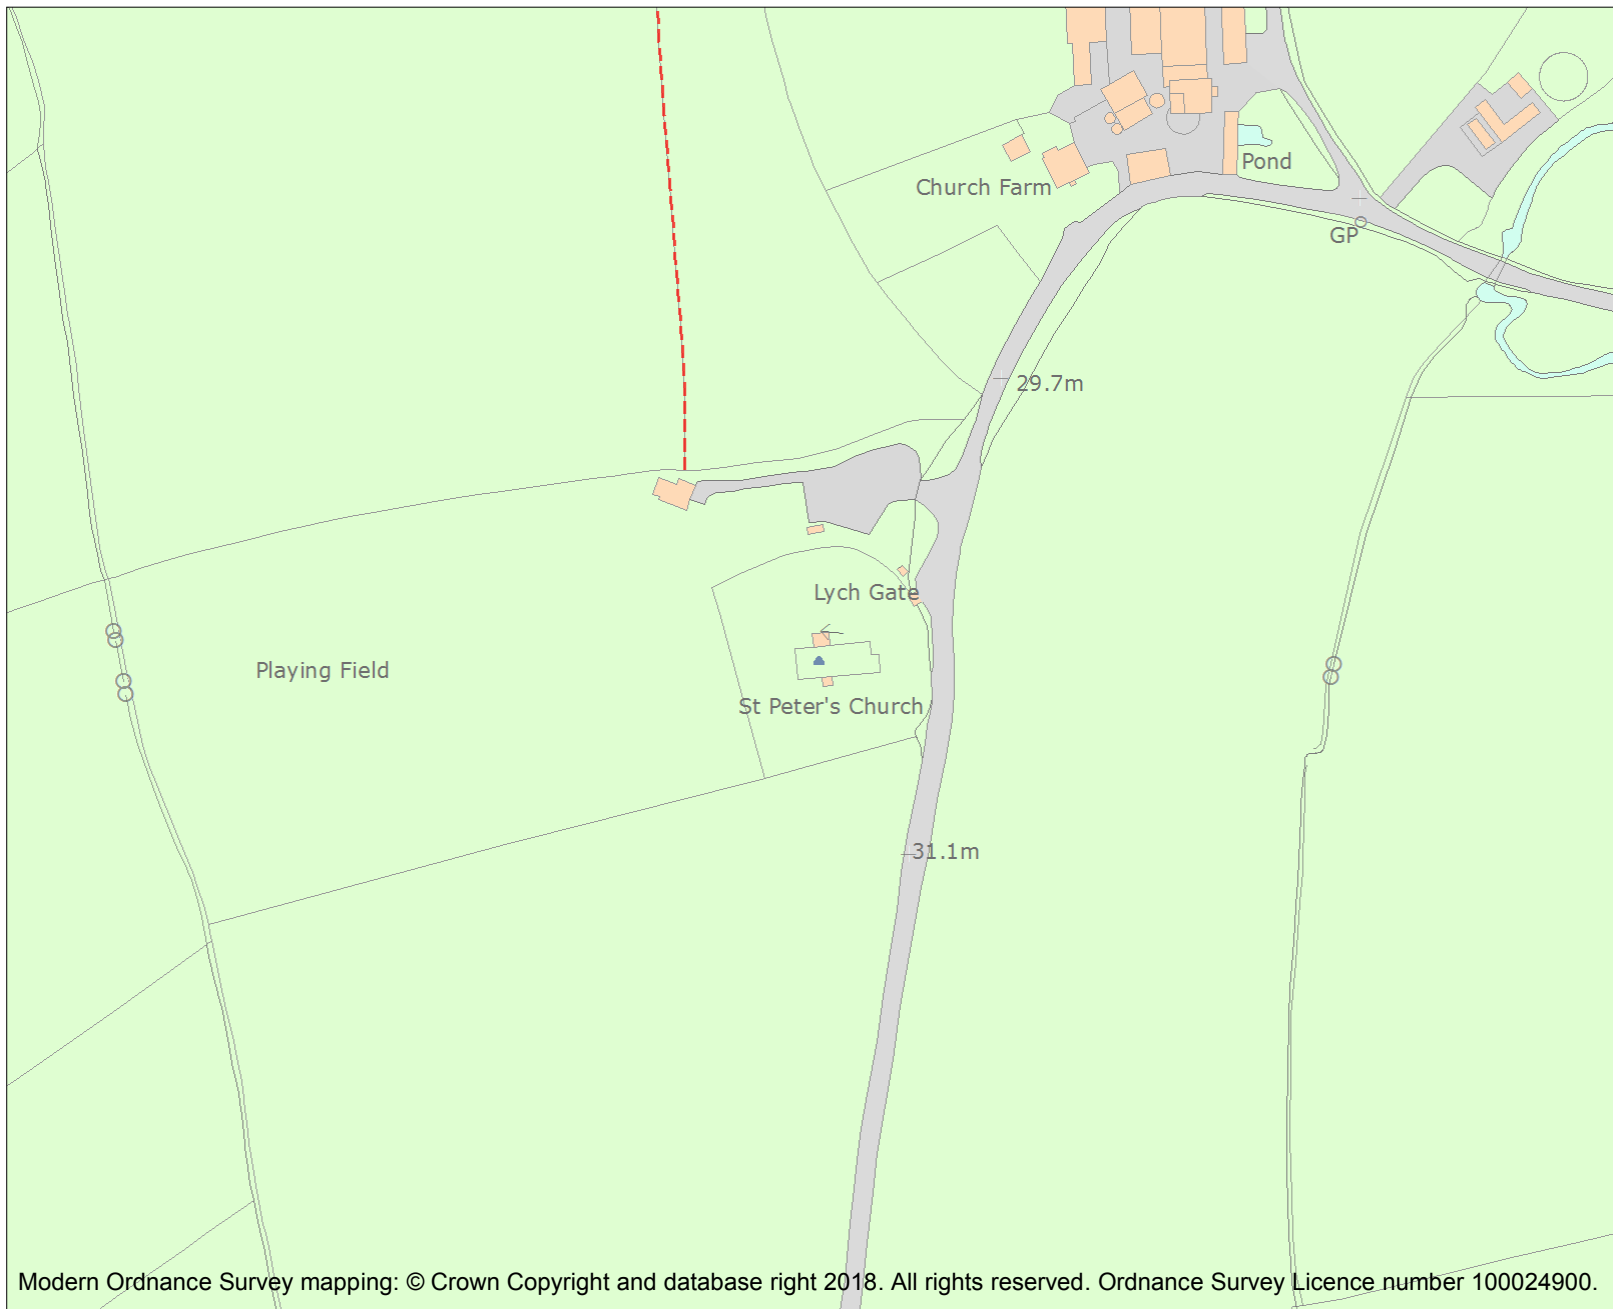 Pond
Church Farm
GP
29.7m
Lych Gate
Playing Field
St Peter's Church
31.1m
Modern Ordnance Survey mapping: © Crown Copyright and database right 2018. All rights reserved. Ordnance Survey Licence number 100024900.